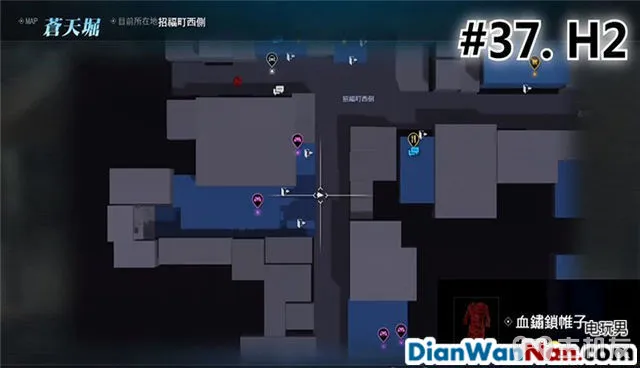 MAP 蒼天堀 目前所在地 招福町西側
#37. H2
招福町西側
血鏽鎖帷子
电玩男
DianWanNan.com